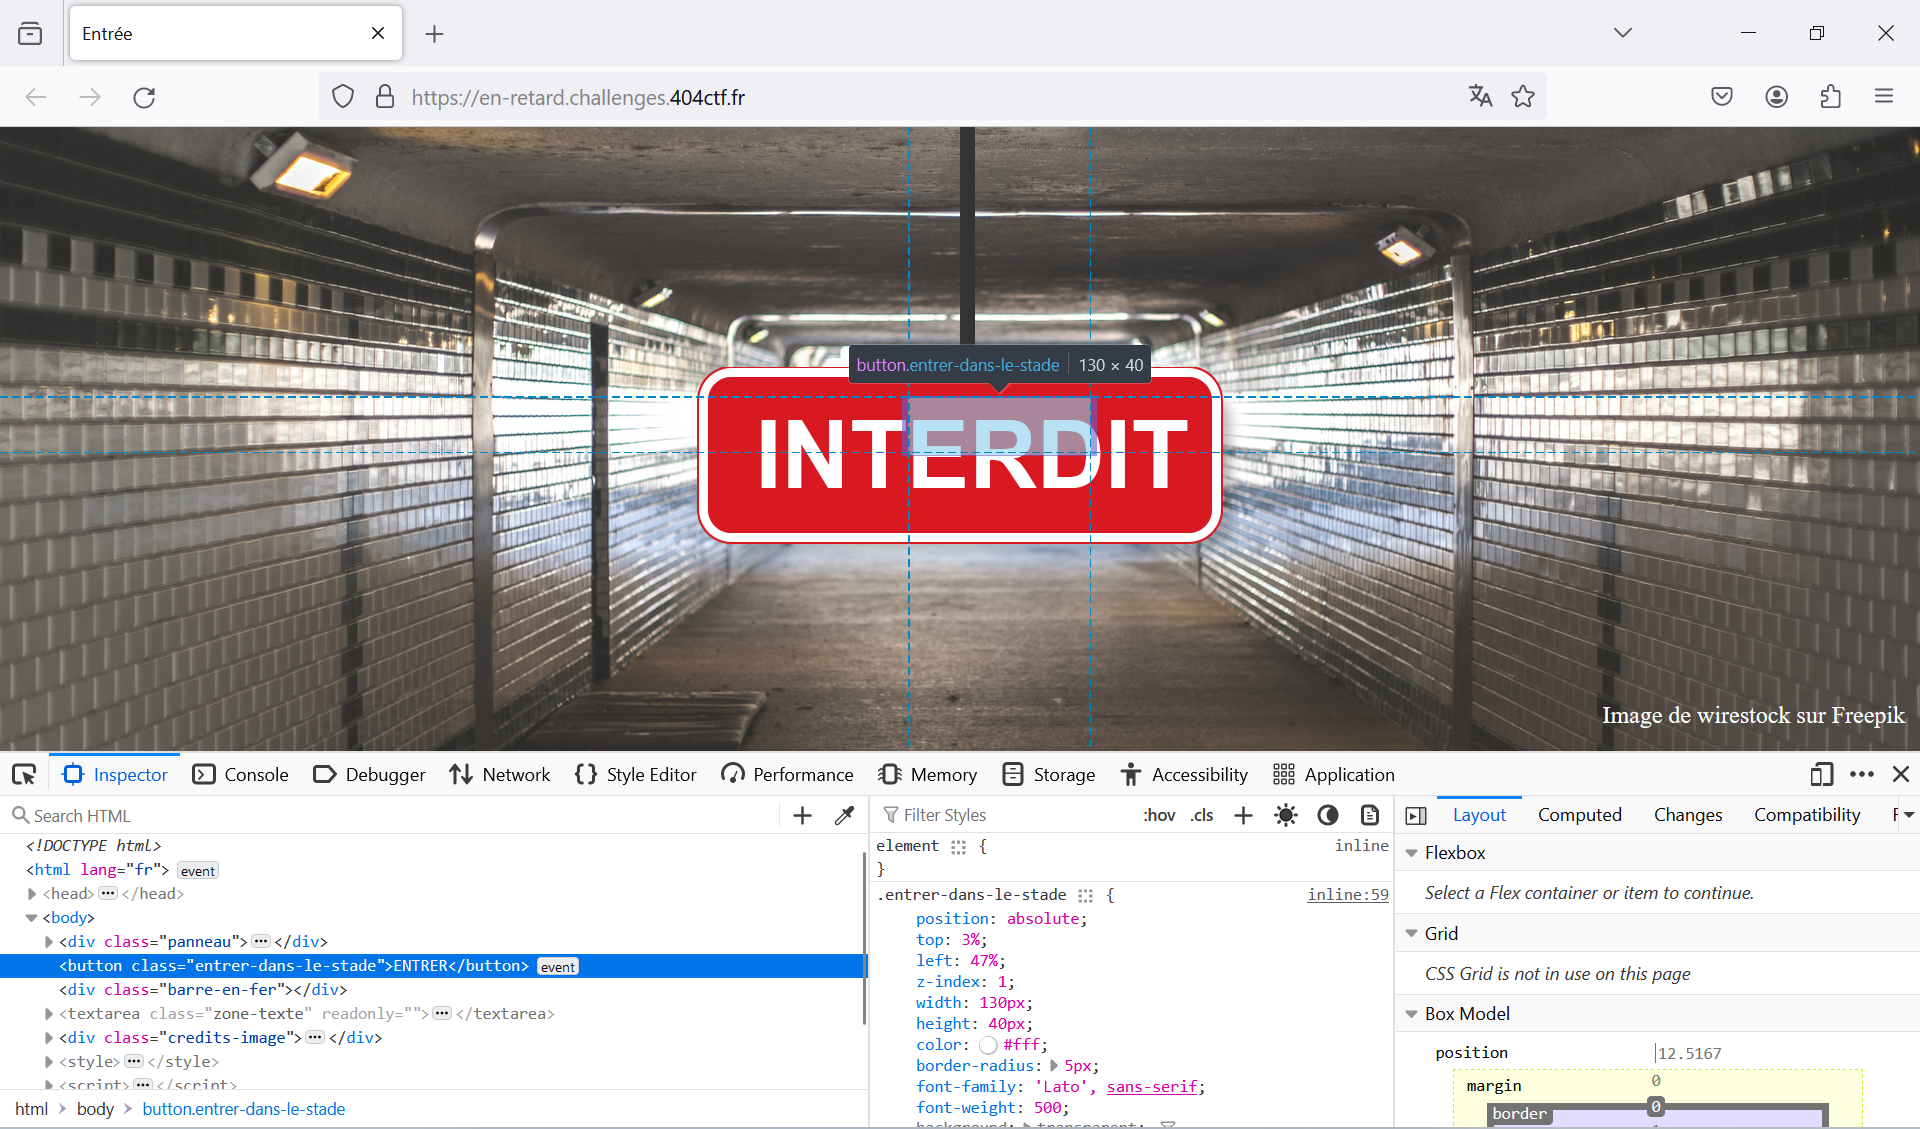 Entrée
https://en-retard.challenges.404ctf.fr
button.entrer-dans-le-stade 130 × 40
INTERDIT
Image de wirestock sur Freepik
Inspector Console Debugger Network Style Editor Performance Memory Storage Accessibility Application
Search HTML
<!DOCTYPE html>
<html lang="fr"> event
<head> ••• </head>
<body>
<div class="panneau"> ••• </div>
<button class="entrer-dans-le-stade">ENTRER</button> event
<div class="barre-en-fer"></div>
<textarea class="zone-texte" readonly=""> ••• </textarea>
<div class="credits-image"> ••• </div>
<style> ••• </style>
<script> ••• </script>
html body button.entrer-dans-le-stade
Filter Styles :hov .cls
element { inline
}
.entrer-dans-le-stade { inline:59
position: absolute;
top: 3%;
left: 47%;
z-index: 1;
width: 130px;
height: 40px;
color: #fff;
border-radius: 5px;
font-family: 'Lato', sans-serif;
font-weight: 500;
background: transparent;
Layout Computed Changes Compatibility
Flexbox
Select a Flex container or item to continue.
Grid
CSS Grid is not in use on this page
Box Model
position 12.5167
margin 0
border 0